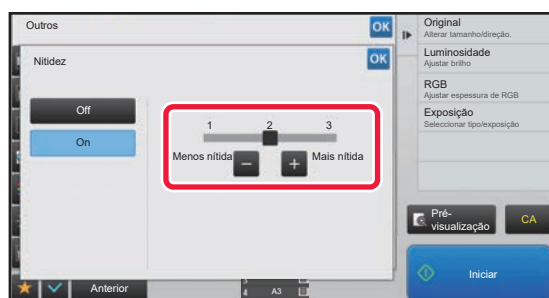 Outros
OK
Nitidez
OK
Off
On
1 2 3
Menos nítida
Mais nítida
Anterior
A3
4
Original
Alterar tamanho/direção.
Luminosidade
Ajustar brilho
RGB
Ajustar espessura de RGB
Exposição
Seleccionar tipo/exposição
Pré-
visualização
CA
Iniciar